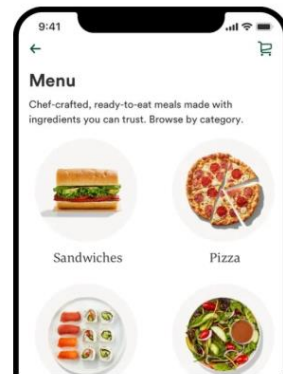 9:41
Menu
Chef-crafted, ready-to-eat meals made with
ingredients you can trust. Browse by category.
Sandwiches
Pizza